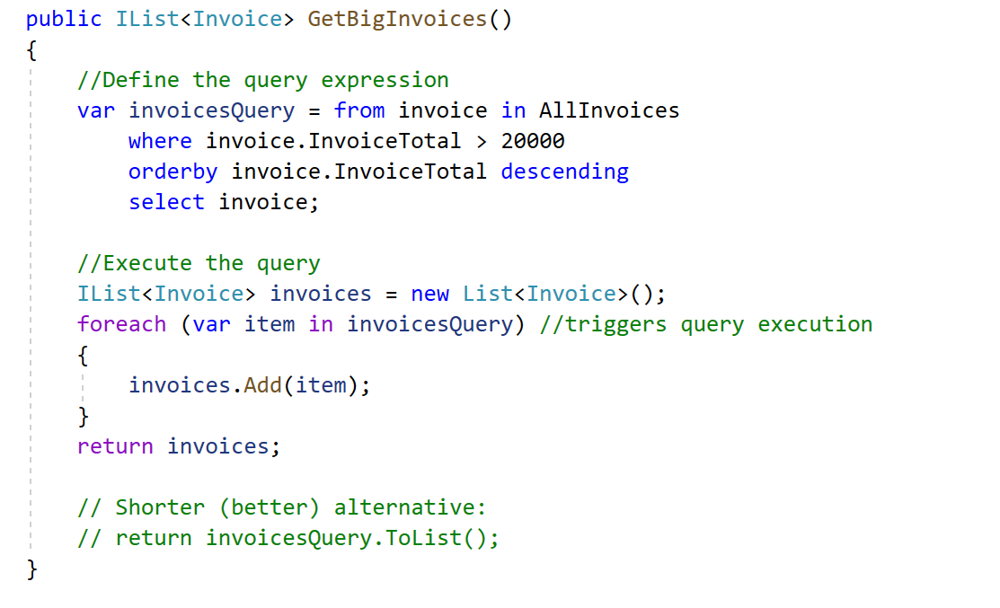 public IList<Invoice> GetBigInvoices()
{
    //Define the query expression
    var invoicesQuery = from invoice in AllInvoices
        where invoice.InvoiceTotal > 20000
        orderby invoice.InvoiceTotal descending
        select invoice;

    //Execute the query
    IList<Invoice> invoices = new List<Invoice>();
    foreach (var item in invoicesQuery) //triggers query execution
    {
        invoices.Add(item);
    }
    return invoices;

    // Shorter (better) alternative:
    // return invoicesQuery.ToList();
}